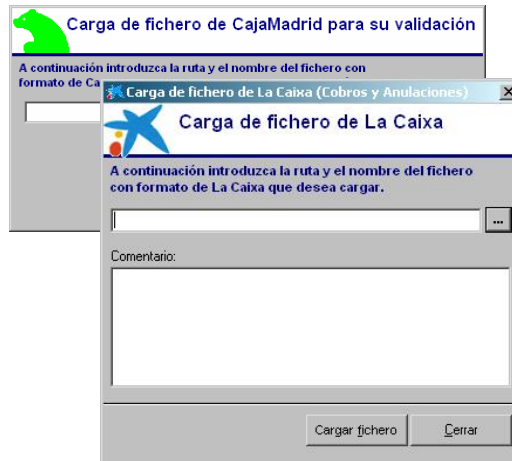 Carga de fichero de CajaMadrid para su validación
A continuación introduzca la ruta y el nombre del fichero con
formato de Ca
Carga de fichero de La Caixa (Cobros y Anulaciones)
Carga de fichero de La Caixa
A continuación introduzca la ruta y el nombre del fichero
con formato de La Caixa que desea cargar.
...
Comentario:
Cargar fichero
Cerrar